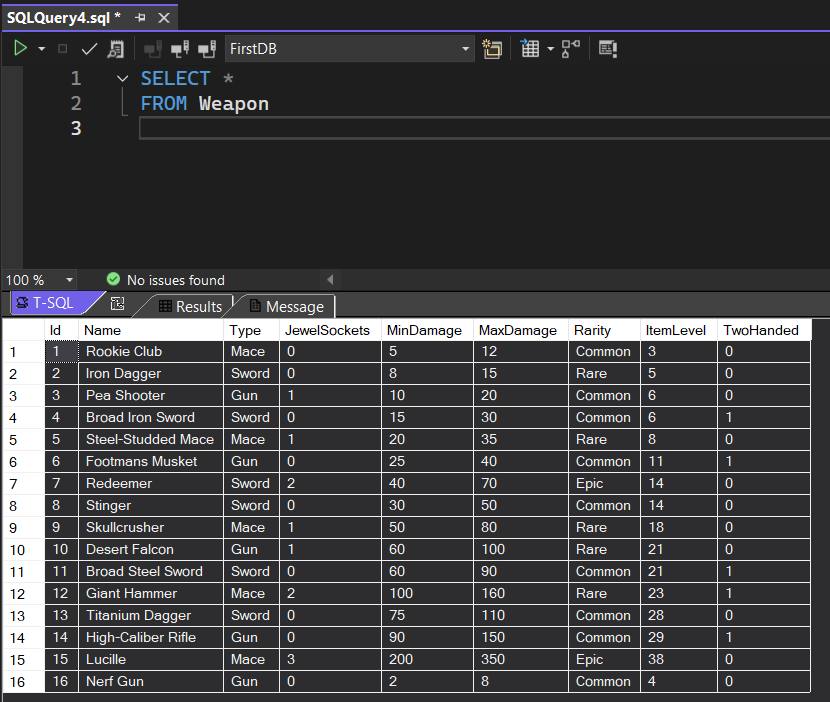 SQLQuery4.sql *
FirstDB
1 SELECT *
2 FROM Weapon
3
100 % No issues found
T-SQL Results Message
Id Name Type JewelSockets MinDamage MaxDamage Rarity ItemLevel TwoHanded
1 1 Rookie Club Mace 0 5 12 Common 3 0
2 2 Iron Dagger Sword 0 8 15 Rare 5 0
3 3 Pea Shooter Gun 1 10 20 Common 6 0
4 4 Broad Iron Sword Sword 0 15 30 Common 6 1
5 5 Steel-Studded Mace Mace 1 20 35 Rare 8 0
6 6 Footmans Musket Gun 0 25 40 Common 11 1
7 7 Redeemer Sword 2 40 70 Epic 14 0
8 8 Stinger Sword 0 30 50 Common 14 0
9 9 Skullcrusher Mace 1 50 80 Rare 18 0
10 10 Desert Falcon Gun 1 60 100 Rare 21 0
11 11 Broad Steel Sword Sword 0 60 90 Common 21 1
12 12 Giant Hammer Mace 2 100 160 Rare 23 1
13 13 Titanium Dagger Sword 0 75 110 Common 28 0
14 14 High-Caliber Rifle Gun 0 90 150 Common 29 1
15 15 Lucille Mace 3 200 350 Epic 38 0
16 16 Nerf Gun Gun 0 2 8 Common 4 0